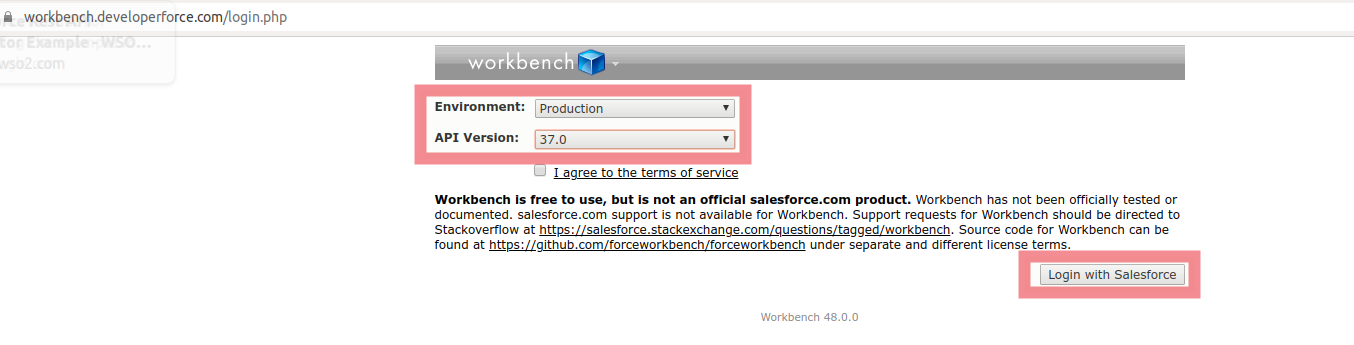 workbench.developerforce.com/login.php
tor Example - WSO...
wso2.com
workbench
Environment: Production
API Version: 37.0
I agree to the terms of service
Workbench is free to use, but is not an official salesforce.com product. Workbench has not been officially tested or
documented. salesforce.com support is not available for Workbench. Support requests for Workbench should be directed to
Stackoverflow at https://salesforce.stackexchange.com/questions/tagged/workbench. Source code for Workbench can be
found at https://github.com/forceworkbench/forceworkbench under separate and different license terms.
Login with Salesforce
Workbench 48.0.0